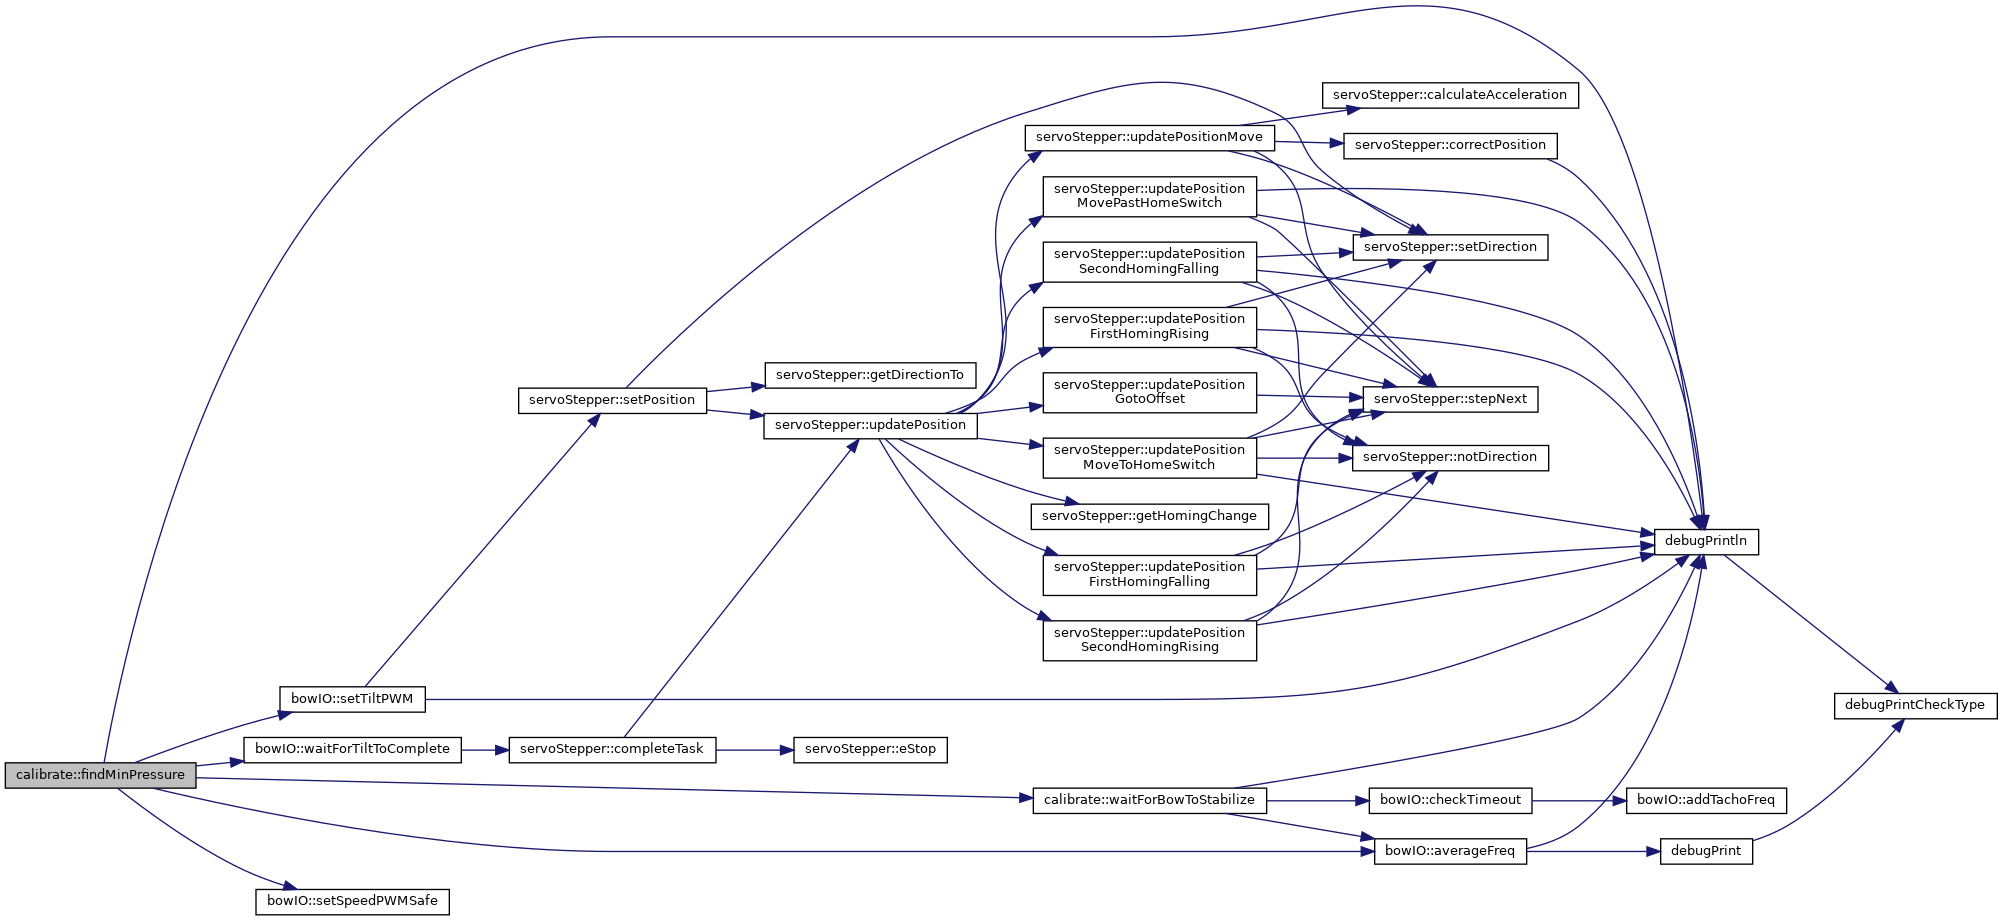 servoStepper::calculateAcceleration
servoStepper::updatePositionMove
servoStepper::correctPosition
servoStepper::updatePosition
MovePastHomeSwitch
servoStepper::setDirection
servoStepper::updatePosition
SecondHomingFalling
servoStepper::updatePosition
FirstHomingRising
servoStepper::getDirectionTo
servoStepper::updatePosition
GotoOffset
servoStepper::setPosition
servoStepper::stepNext
servoStepper::updatePosition
servoStepper::updatePosition
MoveToHomeSwitch
servoStepper::notDirection
servoStepper::getHomingChange
debugPrintln
servoStepper::updatePosition
FirstHomingFalling
servoStepper::updatePosition
SecondHomingRising
bowIO::setTiltPWM
debugPrintCheckType
bowIO::waitForTiltToComplete
servoStepper::completeTask
servoStepper::eStop
calibrate::findMinPressure
calibrate::waitForBowToStabilize
bowIO::checkTimeout
bowIO::addTachoFreq
bowIO::averageFreq
debugPrint
bowIO::setSpeedPWMSafe